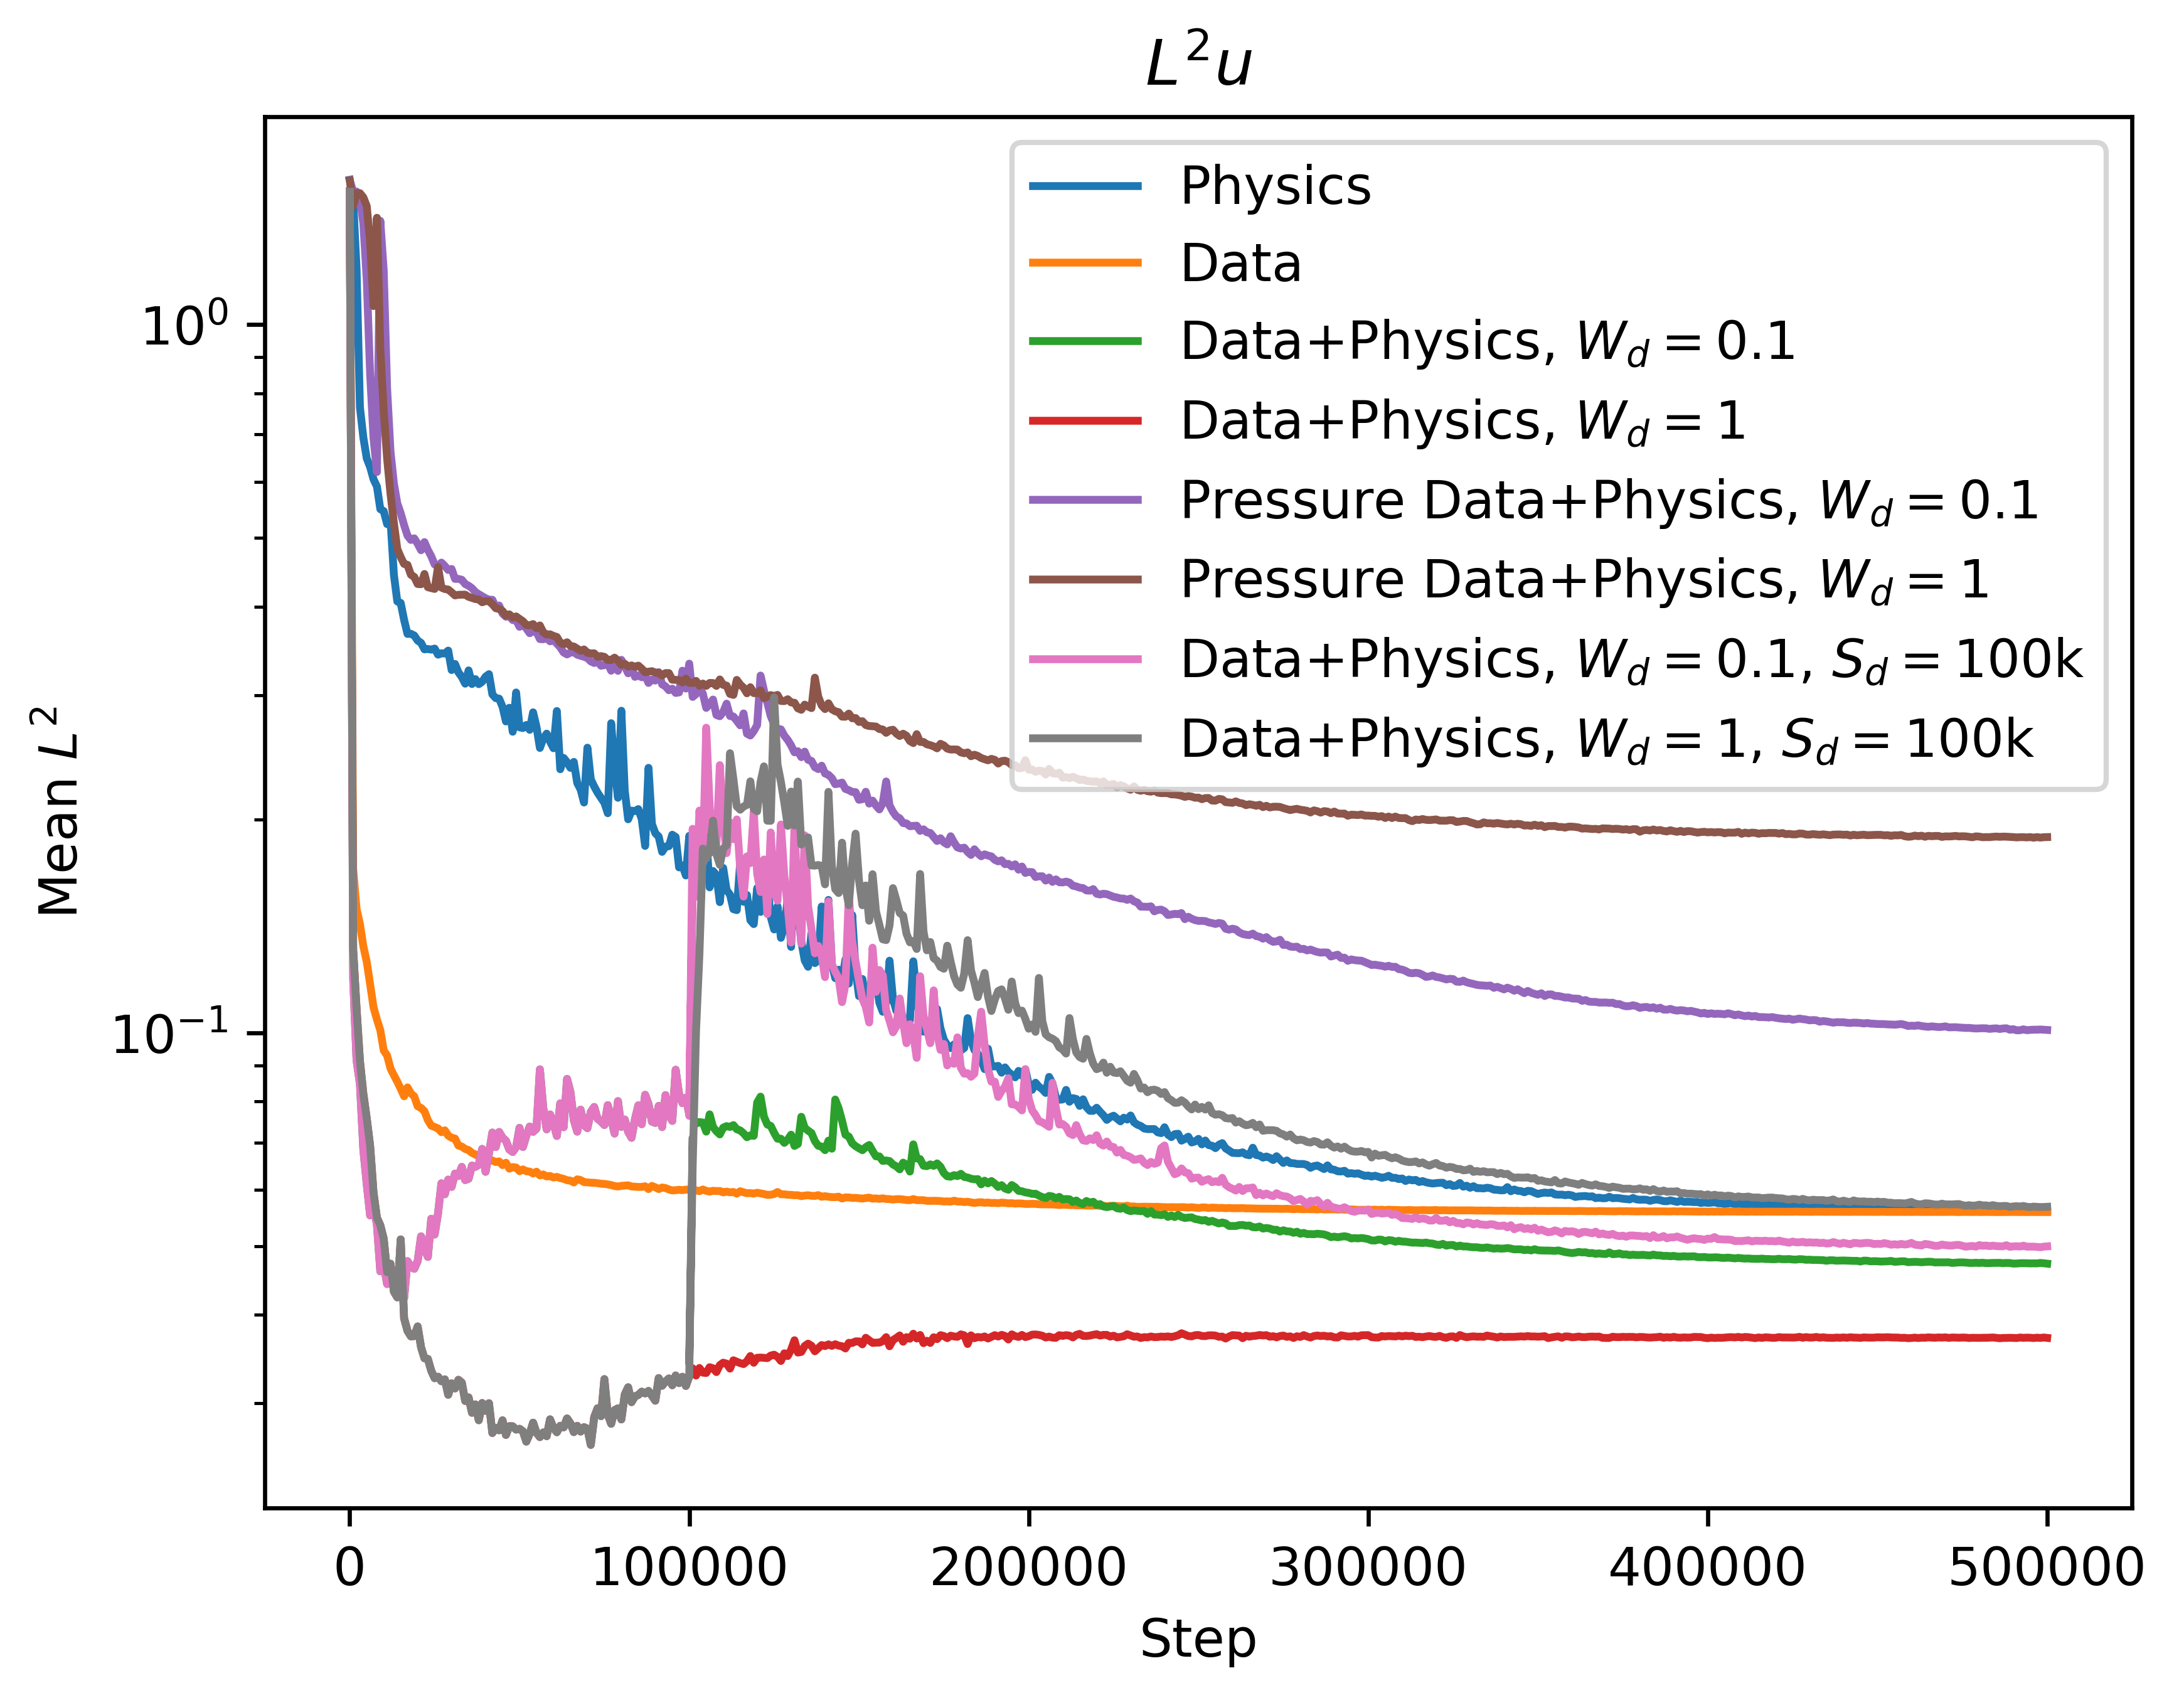 L²u
Physics
Data
Data+Physics, W_d = 0.1
Data+Physics, W_d = 1
Pressure Data+Physics, W_d = 0.1
Pressure Data+Physics, W_d = 1
Data+Physics, W_d = 0.1, S_d = 100k
Data+Physics, W_d = 1, S_d = 100k
10⁰
10⁻¹
Mean L²
0 100000 200000 300000 400000 500000
Step